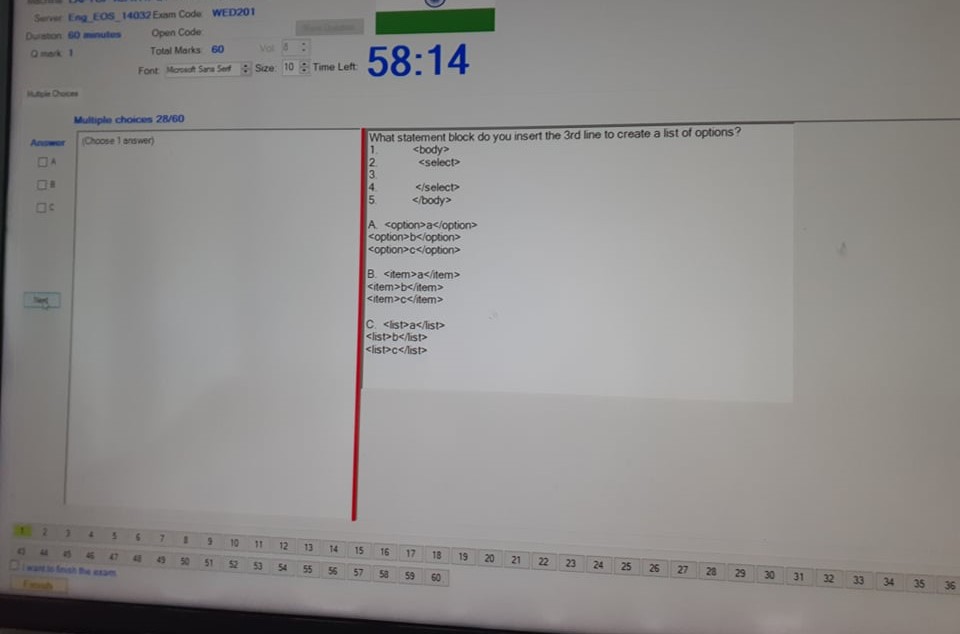 Server: Eng_EOS_14032 Exam Code: WED201
Duration: 60 minutes Open Code:
Q mark: 1 Total Marks: 60 Vol: 8
Font: Microsoft Sans Serif Size: 10 Time Left: 58:14
Multiple Choices
Multiple choices 28/60
Answer (Choose 1 answer)
A
B
C
Next
What statement block do you insert the 3rd line to create a list of options?
1. <body>
2. <select>
3.
4. </select>
5. </body>
A. <option>a</option>
<option>b</option>
<option>c</option>
B. <item>a</item>
<item>b</item>
<item>c</item>
C. <list>a</list>
<list>b</list>
<list>c</list>
1 2 3 4 5 6 7 8 9 10 11 12 13 14 15 16 17 18 19 20 21 22 23 24 25 26 27 28 29 30 31 32 33 34 35 36
43 44 45 46 47 48 49 50 51 52 53 54 55 56 57 58 59 60
I want to finish the exam